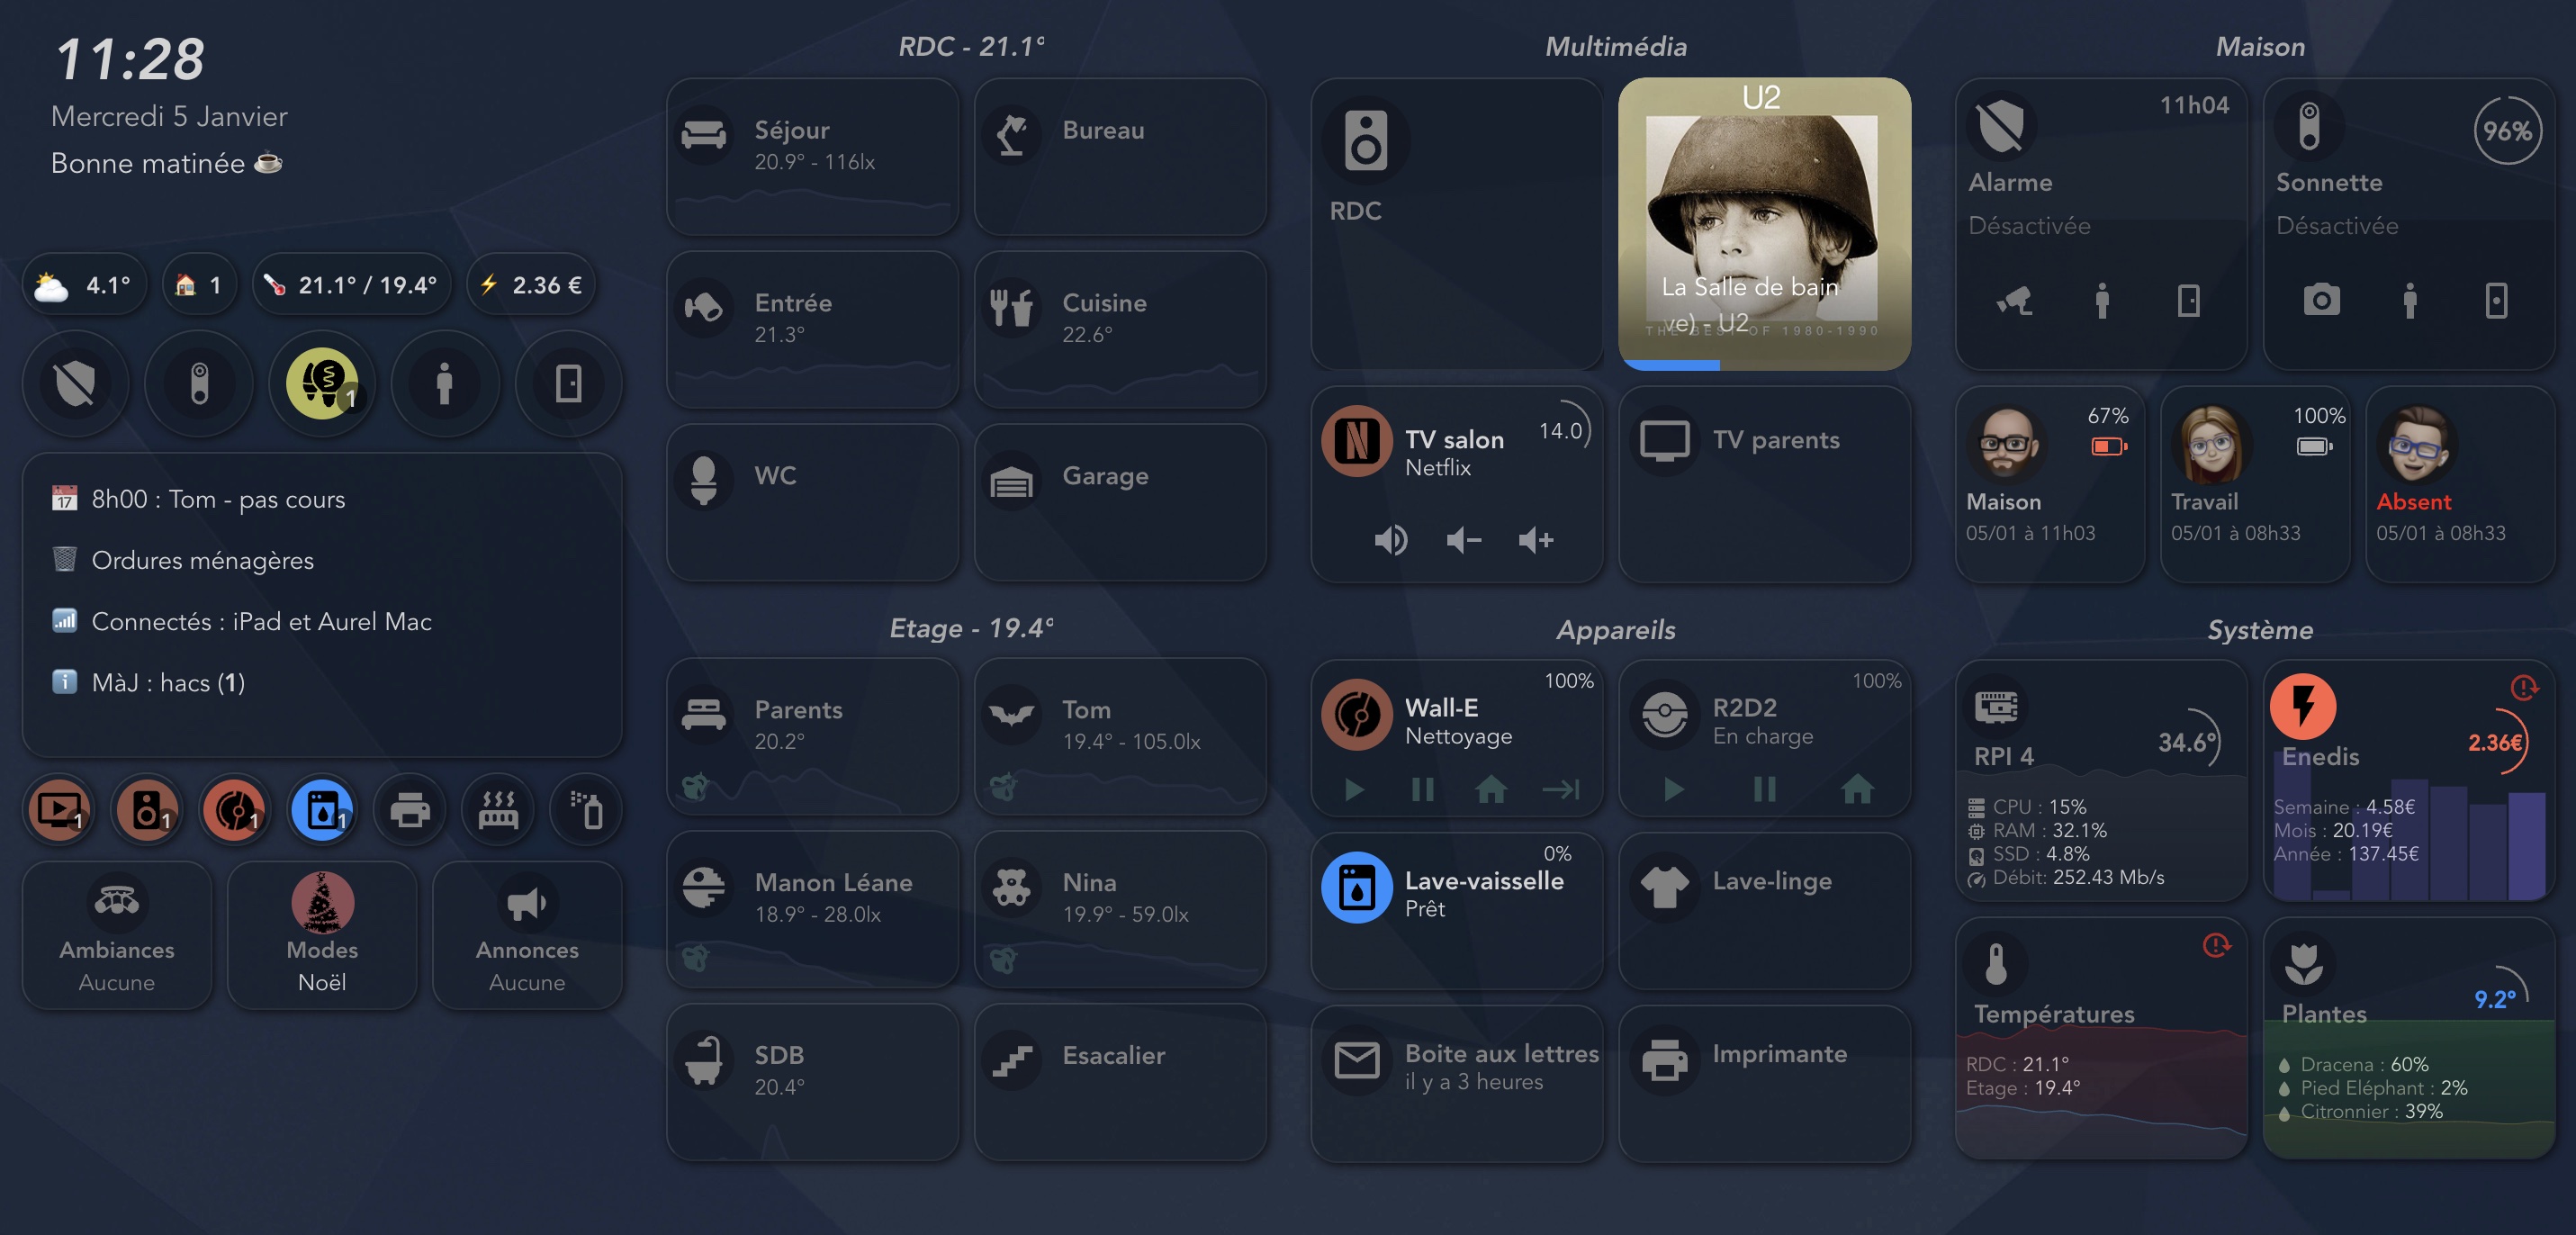 11:28
Mercredi 5 Janvier
Bonne matinée ☕
4.1°
1
21.1° / 19.4°
2.36 €
1
17
8h00 : Tom - pas cours
Ordures ménagères
Connectés : iPad et Aurel Mac
MàJ : hacs (1)
1
1
1
1
Ambiances
Aucune
Modes
Noël
Annonces
Aucune
RDC - 21.1°
Séjour
20.9° - 116lx
Bureau
Entrée
21.3°
Cuisine
22.6°
WC
Garage
Etage - 19.4°
Parents
20.2°
Tom
19.4° - 105.0lx
Manon Léane
18.9° - 28.0lx
Nina
19.9° - 59.0lx
SDB
20.4°
Esacalier
Multimédia
RDC
U2
La Salle de bain
ve) - U2
THE BEST OF 1980-1990
TV salon
Netflix
14.0
N
TV parents
Appareils
Wall-E
Nettoyage
100%
R2D2
En charge
100%
Lave-vaisselle
Prêt
0%
Lave-linge
Boite aux lettres
il y a 3 heures
Imprimante
Maison
Alarme
Désactivée
11h04
Sonnette
Désactivée
96%
67%
Maison
05/01 à 11h03
100%
Travail
05/01 à 08h33
Absent
05/01 à 08h33
Système
RPI 4
34.6°
CPU : 15%
RAM : 32.1%
SSD : 4.8%
Débit: 252.43 Mb/s
Enedis
2.36€
Semaine : 4.58€
Mois : 20.19€
Année : 137.45€
Températures
RDC : 21.1°
Etage : 19.4°
Plantes
9.2°
Dracena : 60%
Pied Eléphant : 2%
Citronnier : 39%